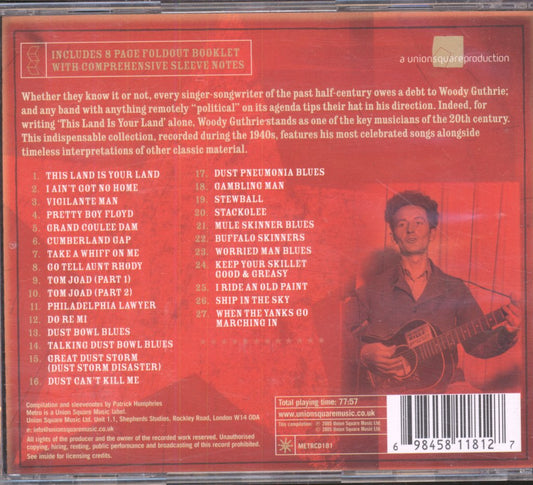 INCLUDES 8 PAGE FOLDOUT BOOKLET
WITH COMPREHENSIVE SLEEVE NOTES
a unionsquareproduction
Whether they know it or not, every singer-songwriter of the past half-century owes a debt to Woody Guthrie;
and any band with anything remotely “political” on its agenda tips their hat in his direction. Indeed, for
writing ‘This Land Is Your Land’ alone, Woody Guthrie stands as one of the key musicians of the 20th century.
This indispensable collection, recorded during the 1940s, features his most celebrated songs alongside
timeless interpretations of other classic material.
1. THIS LAND IS YOUR LAND
2. I AIN'T GOT NO HOME
3. VIGILANTE MAN
4. PRETTY BOY FLOYD
5. GRAND COULEE DAM
6. CUMBERLAND GAP
7. TAKE A WHIFF ON ME
8. GO TELL AUNT RHODY
9. TOM JOAD (PART 1)
10. TOM JOAD (PART 2)
11. PHILADELPHIA LAWYER
12. DO RE MI
13. DUST BOWL BLUES
14. TALKING DUST BOWL BLUES
15. GREAT DUST STORM
(DUST STORM DISASTER)
16. DUST CAN'T KILL ME
17. DUST PNEUMONIA BLUES
18. GAMBLING MAN
19. STEWBALL
20. STACKOLEE
21. MULE SKINNER BLUES
22. BUFFALO SKINNERS
23. WORRIED MAN BLUES
24. KEEP YOUR SKILLET
GOOD & GREASY
25. I RIDE AN OLD PAINT
26. SHIP IN THE SKY
27. WHEN THE YANKS GO
MARCHING IN
Compilation and sleevenotes by Patrick Humphries
Metro is a Union Square Music label.
Union Square Music Ltd. Unit 1.1, Shepherds Studios, Rockley Road, London W14 0DA
e: info@unionsquaremusic.co.uk
All rights of the producer and the owner of the recorded work reserved. Unauthorised
copying, hiring, renting, public performance and broadcasting of this record prohibited.
See inside for licensing credits.
Total playing time: 77:57
www.unionsquaremusic.co.uk
This compilation: ℗ 2005 Union Square Music Ltd.
© 2005 Union Square Music Ltd.
METRCD181
6 98458 11812 7